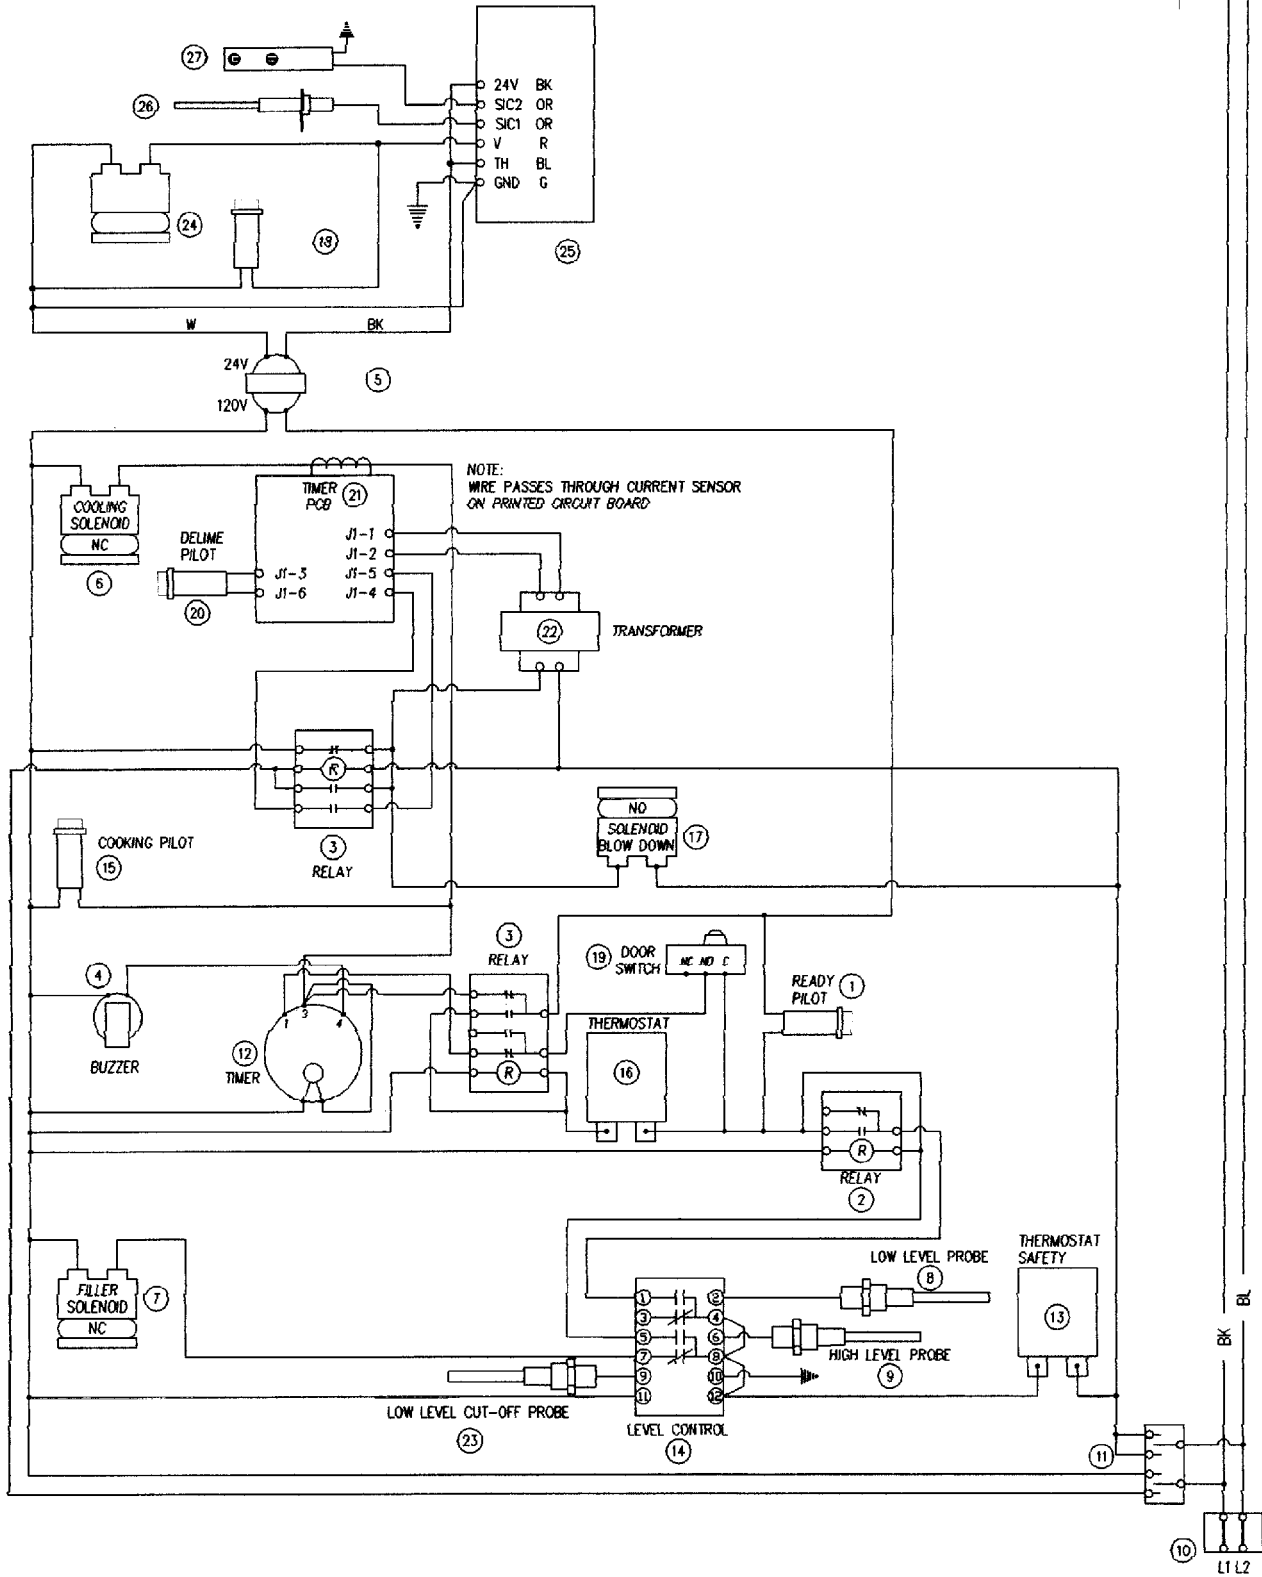 27
26
24V BK
SIC2 OR
SIC1 OR
V R
TH BL
GND G
24
18
25
W
BK
24V
5
120V
NOTE:
WIRE PASSES THROUGH CURRENT SENSOR
ON PRINTED CIRCUIT BOARD
TIMER
PCB
21
COOLING
SOLENOID
NC
6
DELIME
PILOT
20
J1-1
J1-2
J1-3 J1-5
J1-6 J1-4
22
TRANSFORMER
R
3
RELAY
NO
SOLENOID
BLOW DOWN
17
COOKING PILOT
15
3
RELAY
19
DOOR
SWITCH
NC NO C
4
BUZZER
1 3 4
12
TIMER
R
THERMOSTAT
16
READY
PILOT
1
R
RELAY
2
FILLER
SOLENOID
NC
7
LOW LEVEL PROBE
8
THERMOSTAT
SAFETY
13
1 2
3 4
5 6
7 8
9 10
11 12
HIGH LEVEL PROBE
9
LOW LEVEL CUT-OFF PROBE
23
LEVEL CONTROL
14
BK
BL
11
10
L1 L2